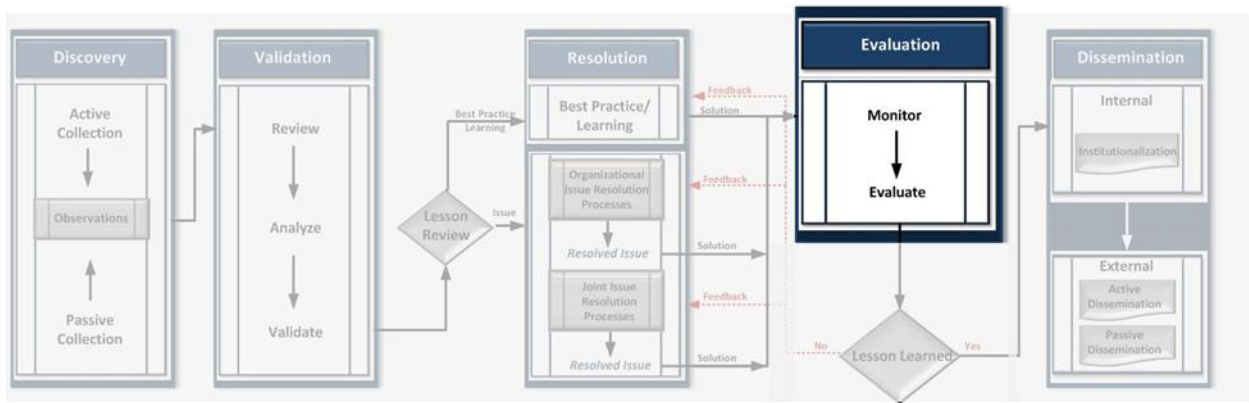 Discovery
Active
Collection
Observations
Passive
Collection
Validation
Review
Analyze
Validate
Best Practice
Learning
Lesson
Review
Issue
Resolution
Best Practice/
Learning
Organizational
Issue Resolution
Processes
Resolved Issue
Joint Issue
Resolution
Processes
Resolved Issue
Feedback
Solution
Feedback
Solution
Feedback
Solution
Evaluation
Monitor
Evaluate
No
Lesson Learned
Yes
Dissemination
Internal
Institutionalization
External
Active
Dissemination
Passive
Dissemination